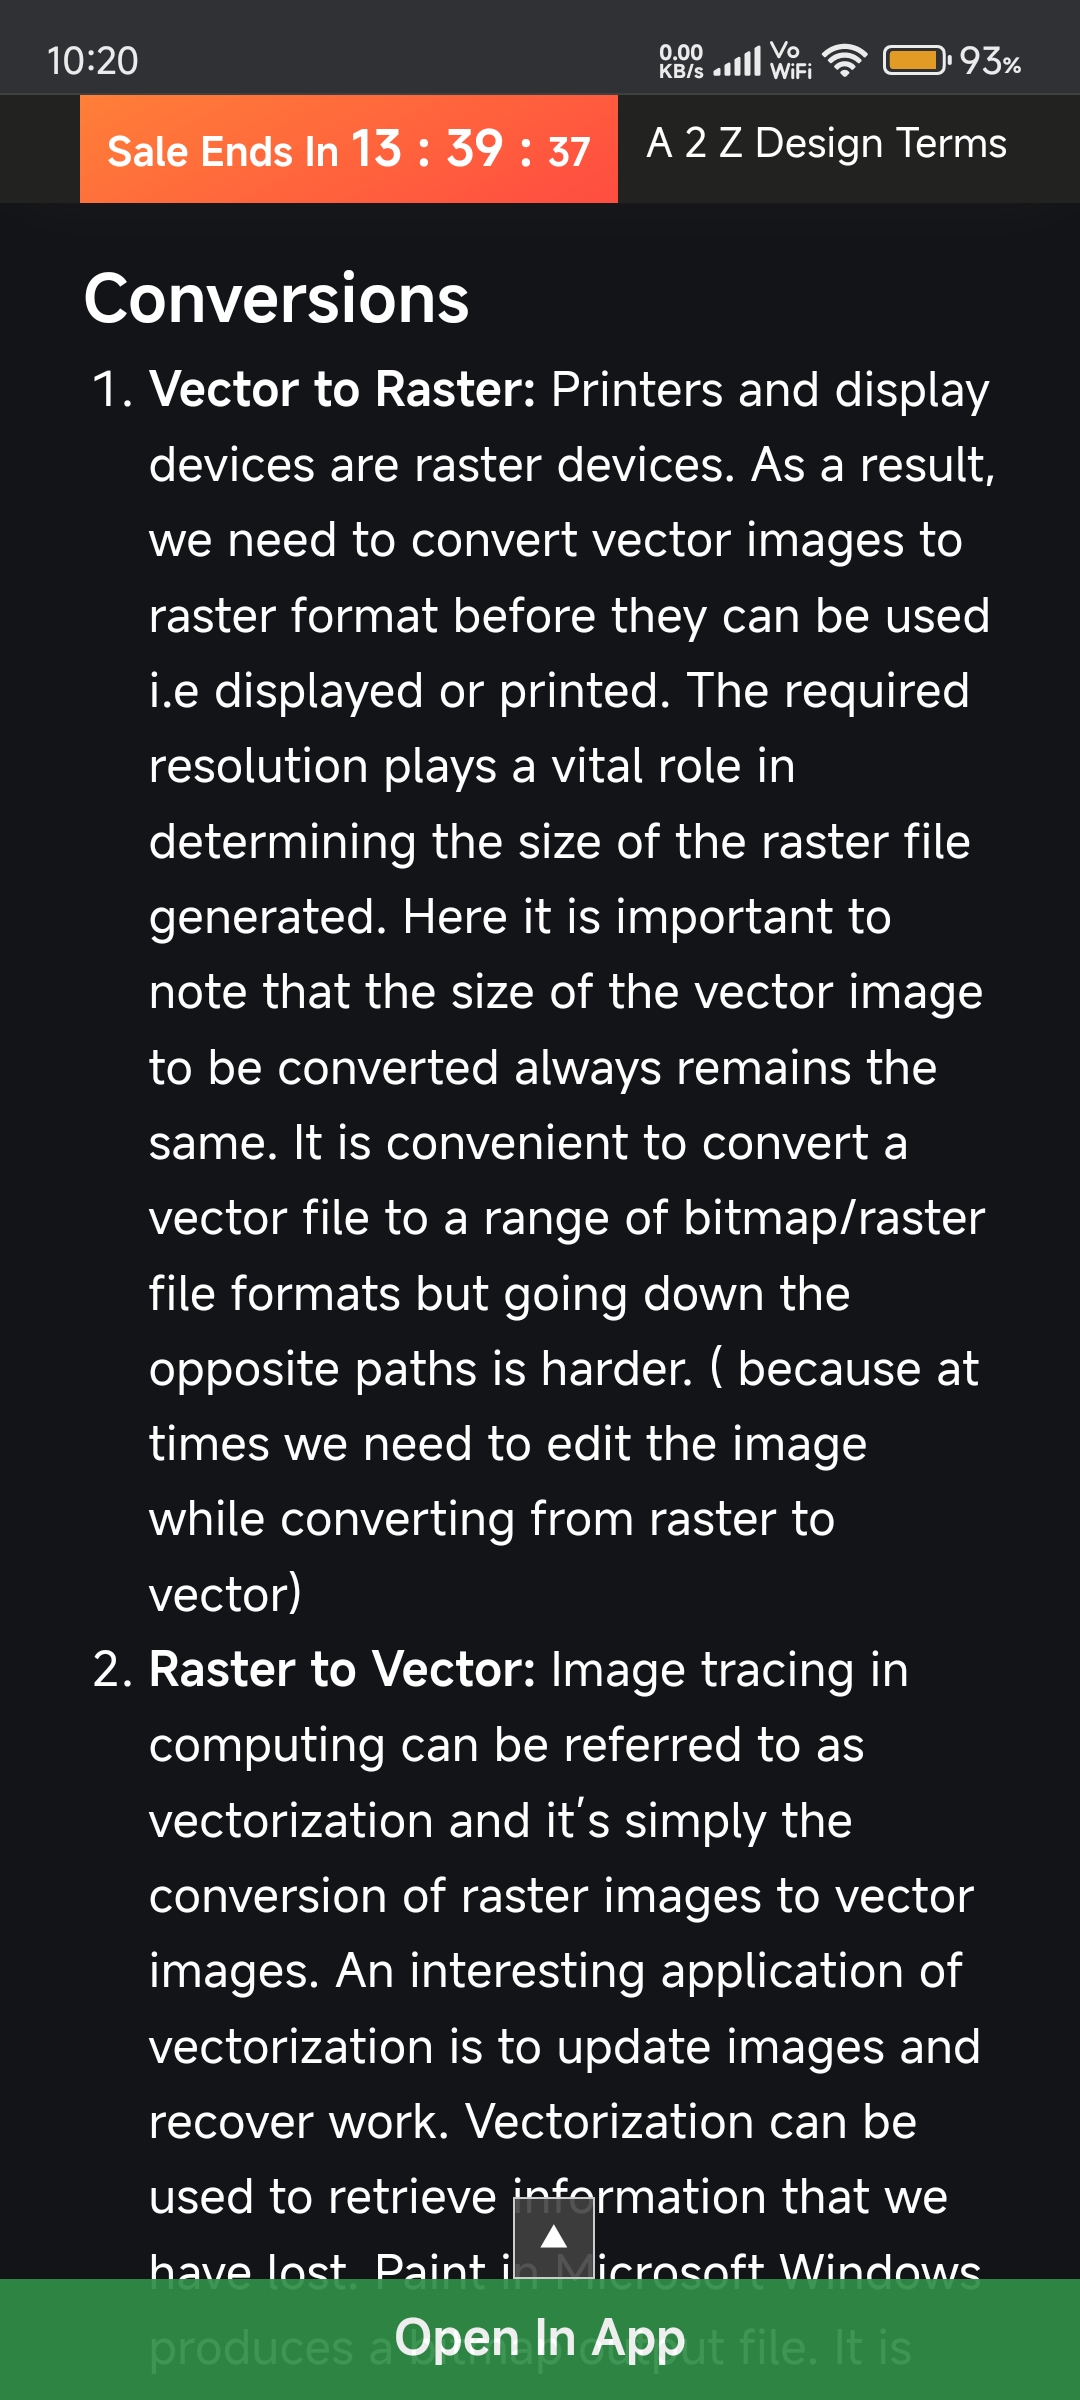 10:20
0.00 KB/s Vo WiFi 93%
Sale Ends In 13 : 39 : 37 A 2 Z Design Terms
Conversions
1. Vector to Raster: Printers and display
devices are raster devices. As a result,
we need to convert vector images to
raster format before they can be used
i.e displayed or printed. The required
resolution plays a vital role in
determining the size of the raster file
generated. Here it is important to
note that the size of the vector image
to be converted always remains the
same. It is convenient to convert a
vector file to a range of bitmap/raster
file formats but going down the
opposite paths is harder. ( because at
times we need to edit the image
while converting from raster to
vector)
2. Raster to Vector: Image tracing in
computing can be referred to as
vectorization and it's simply the
conversion of raster images to vector
images. An interesting application of
vectorization is to update images and
recover work. Vectorization can be
used to retrieve information that we
have lost. Paint in Microsoft Windows
produces a bitmap output file. It is
Open In App